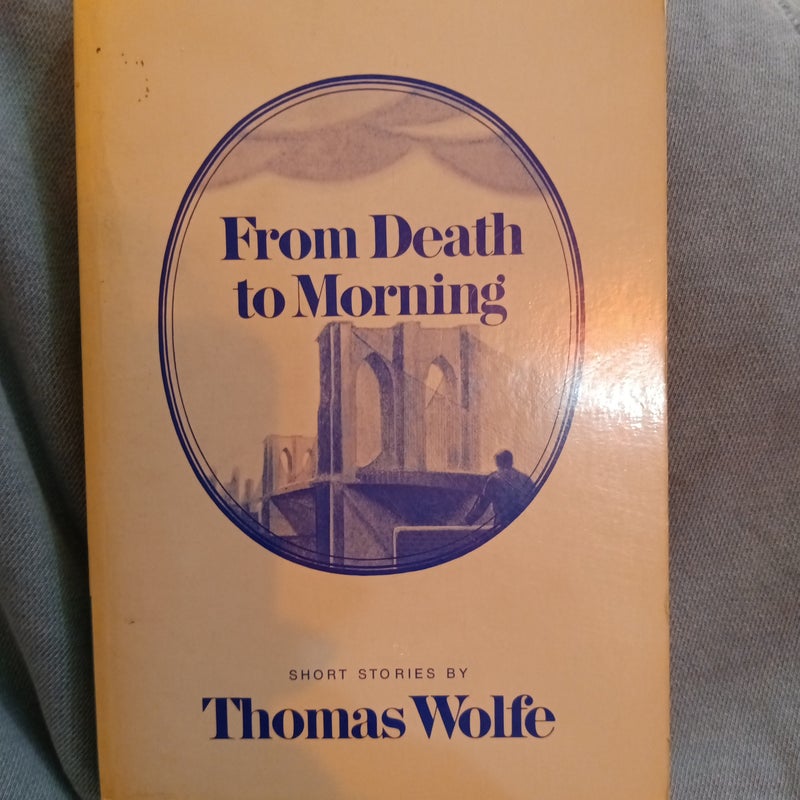 From Death
to Morning
SHORT STORIES BY
Thomas Wolfe